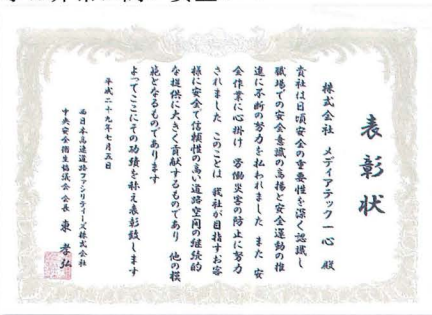 表彰状
株式会社 メディアテック一心 殿
貴社は日頃安全の重要性を深く認識し
職場での安全意識の高揚と安全運動の推
進に不断の努力を払われました また 安
全作業に心掛け 労働災害の防止に努力
されました このことは 我社が目指すお客
様に安全で信頼性の高い道路空間の継続的
な提供に大きく貢献するものであり 他の模
範となるものであります
よってここにその功績を称え表彰致します
平成二十九年七月五日
西日本高速道路ファシリティーズ株式会社
中央安全衛生協議会 会長 東 孝弘